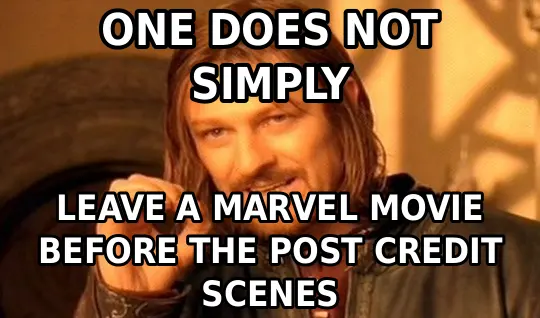 ONE DOES NOT
SIMPLY
LEAVE A MARVEL MOVIE
BEFORE THE POST CREDIT
SCENES